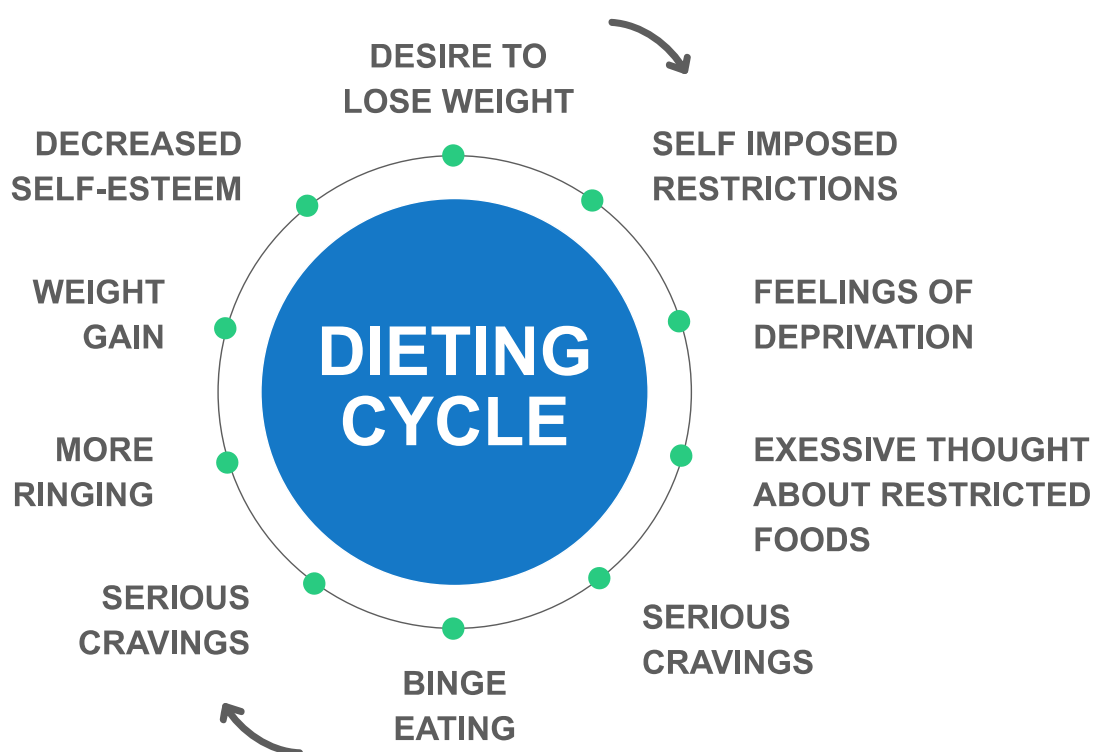 DESIRE TO
LOSE WEIGHT
SELF IMPOSED
RESTRICTIONS
FEELINGS OF
DEPRIVATION
EXESSIVE THOUGHT
ABOUT RESTRICTED
FOODS
SERIOUS
CRAVINGS
BINGE
EATING
SERIOUS
CRAVINGS
MORE
RINGING
WEIGHT
GAIN
DECREASED
SELF-ESTEEM
DIETING
CYCLE